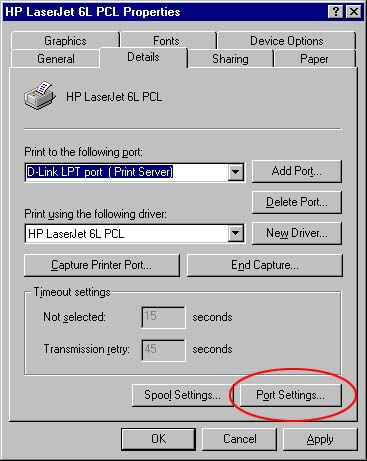 HP LaserJet 6L PCL Properties
Graphics Fonts Device Options
General Details Sharing Paper
HP LaserJet 6L PCL
Print to the following port:
D-Link LPT port (Print Server)
Add Port...
Delete Port...
Print using the following driver:
HP LaserJet 6L PCL
New Driver...
Capture Printer Port... End Capture...
Timeout settings
Not selected: 15 seconds
Transmission retry: 45 seconds
Spool Settings... Port Settings...
OK Cancel Apply